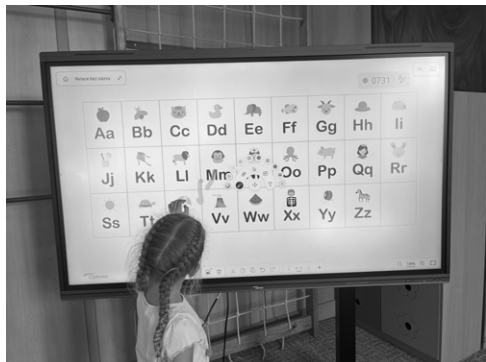 0731
Aa Bb Cc Dd Ee Ff Gg Hh Ii
Jj Kk Ll Mm Oo Pp Qq Rr
Ss Tt Vv Ww Xx Yy Zz